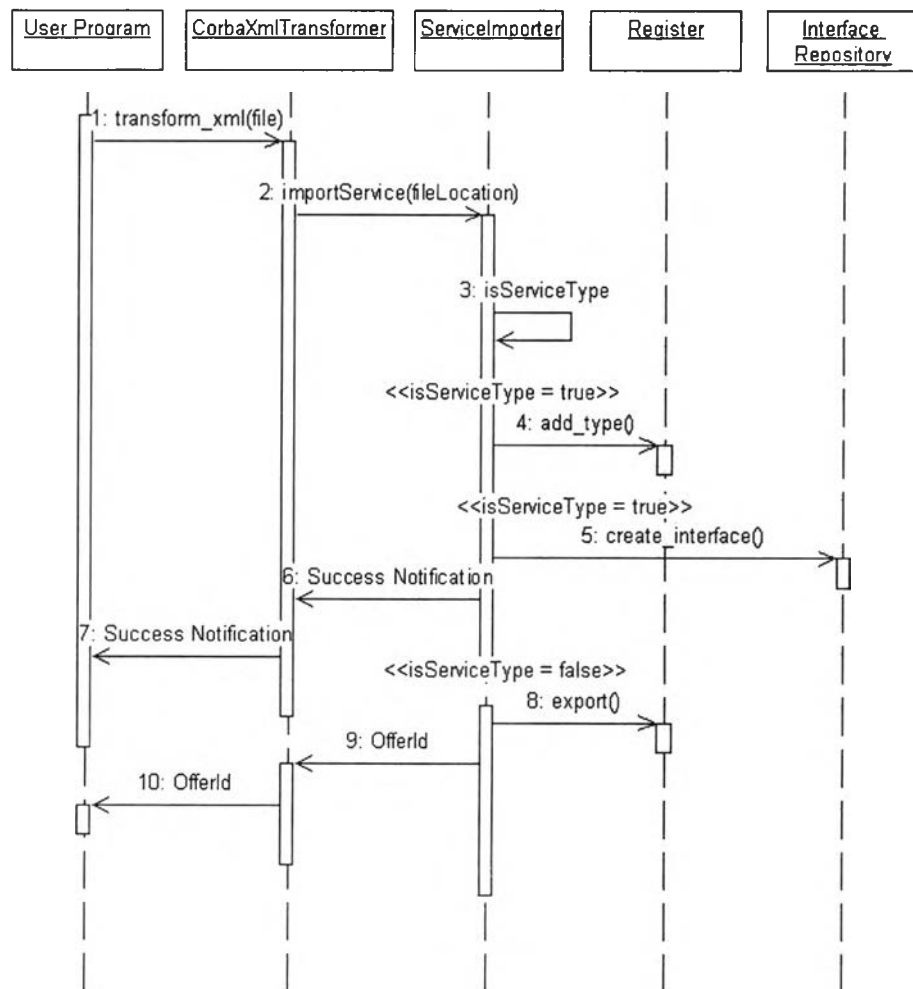 User Program
CorbaXmlTransformer
ServiceImporter
Register
Interface
Repository
1: transform_xml(file)
2: importService(fileLocation)
3: isServiceType
<<isServiceType = true>>
4: add_type()
<<isServiceType = true>>
5: create_interface()
6: Success Notification
7: Success Notification
<<isServiceType = false>>
8: export()
9: OfferId
10: OfferId